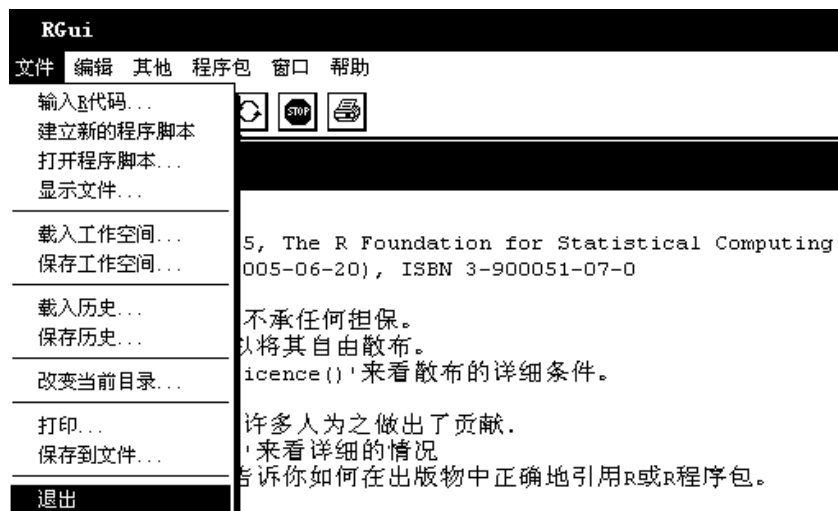 RGui
文件 编辑 其他 程序包 窗口 帮助
输入R代码...
建立新的程序脚本
打开程序脚本...
显示文件...
载入工作空间...
保存工作空间...
载入历史...
保存历史...
改变当前目录...
打印...
保存到文件...
退出
STOP
5, The R Foundation for Statistical Computing
005-06-20), ISBN 3-900051-07-0
不承任何担保。
以将其自由散布。
icence()'来看散布的详细条件。
许多人为之做出了贡献.
'来看详细的情况
告诉你如何在出版物中正确地引用R或R程序包。